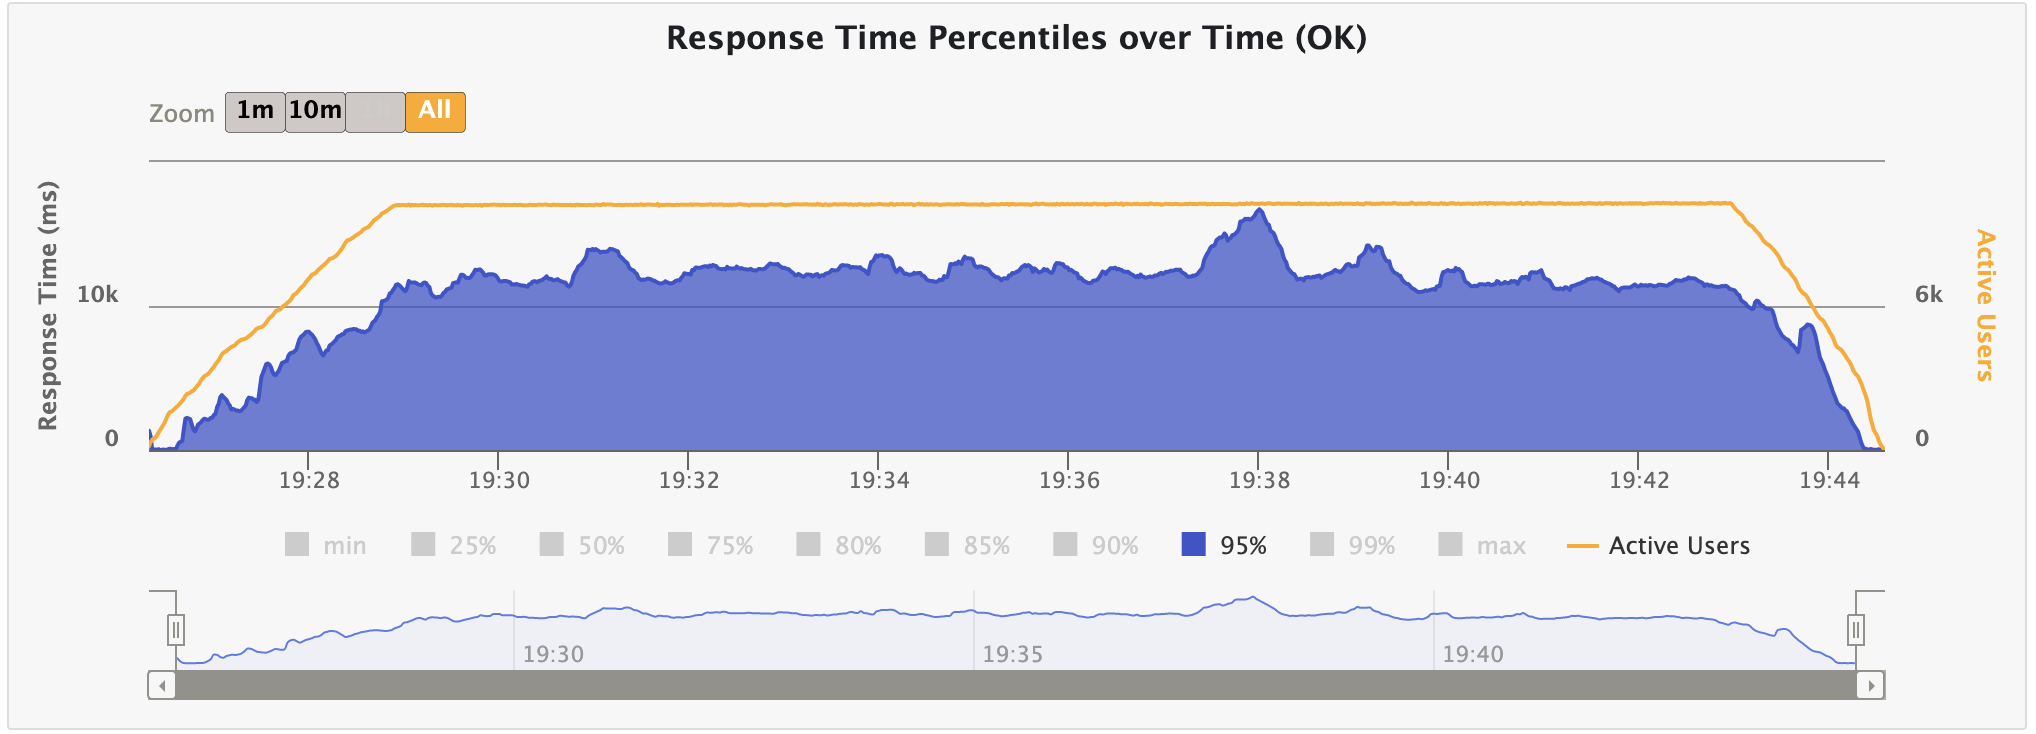 Response Time Percentiles over Time (OK)
Zoom 1m 10m All
Response Time (ms)
10k
0
Active Users
6k
0
19:28 19:30 19:32 19:34 19:36 19:38 19:40 19:42 19:44
min 25% 50% 75% 80% 85% 90% 95% 99% max Active Users
19:30 19:35 19:40